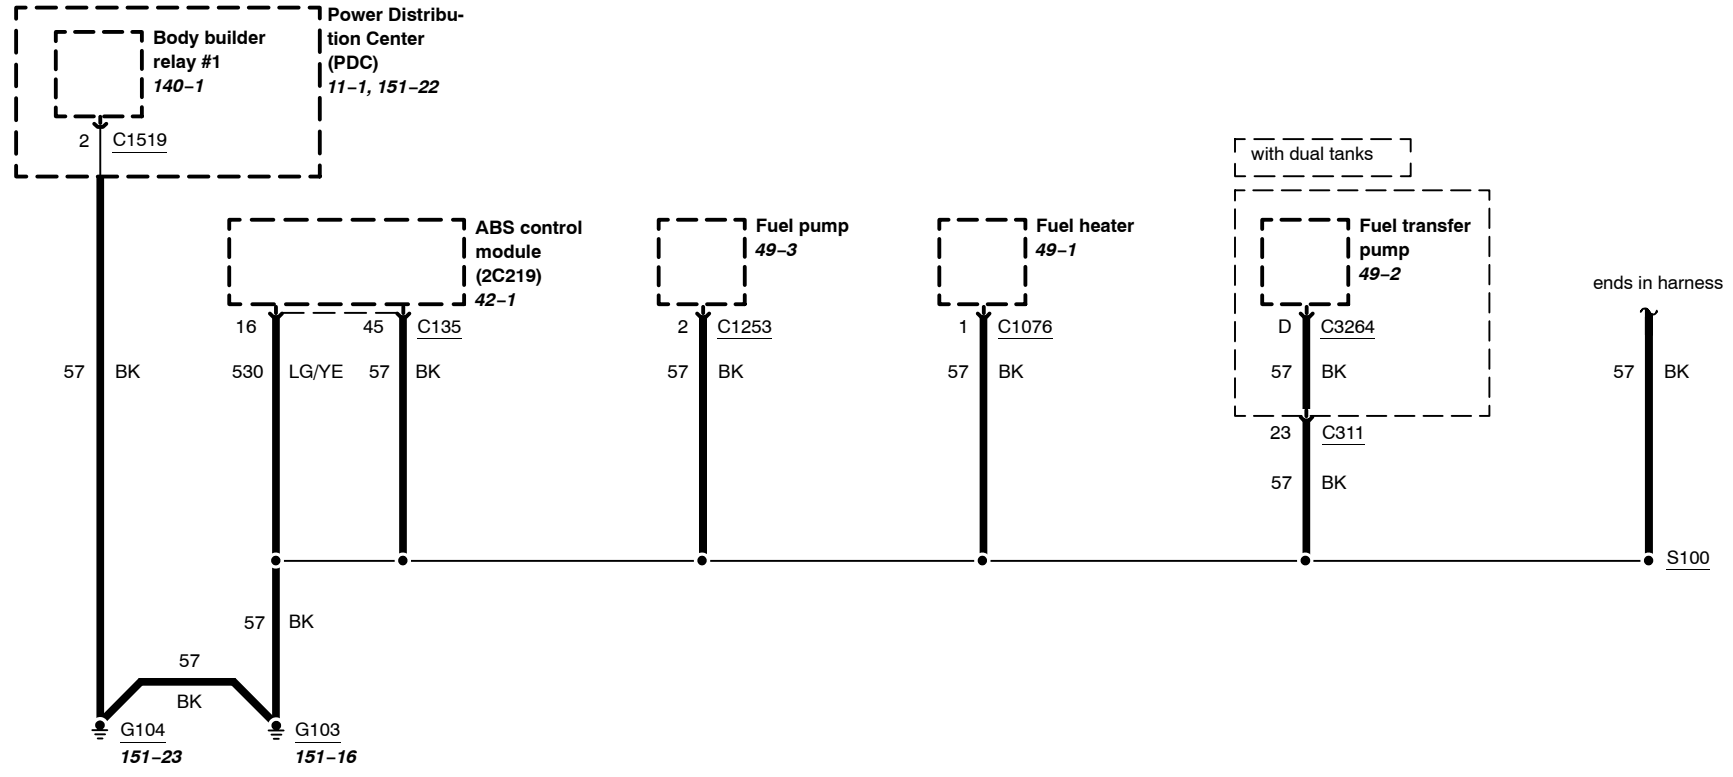 Power Distribu-
tion Center
(PDC)
11–1, 151–22
Body builder
relay #1
140–1
2 C1519
with dual tanks
ABS control
module
(2C219)
42–1
Fuel pump
49–3
Fuel heater
49–1
Fuel transfer
pump
49–2
ends in harness
16 45 C135
2 C1253
1 C1076
D C3264
57 BK
530 LG/YE
57 BK
57 BK
57 BK
57 BK
57 BK
23 C311
57 BK
S100
57 BK
57
BK
G104
151–23
G103
151–16